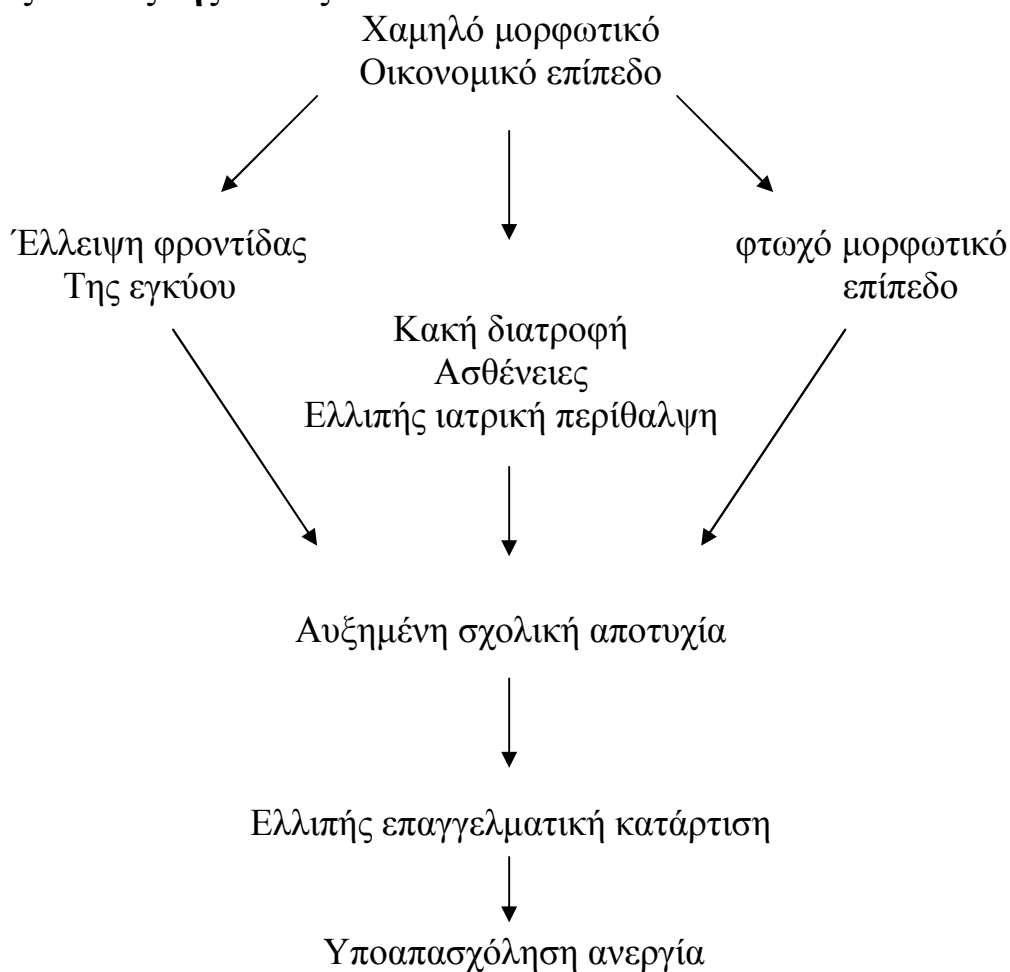 Χαμηλό μορφωτικό
Οικονομικό επίπεδο
Έλλειψη φροντίδας
Της εγκύου
φτωχό μορφωτικό
επίπεδο
Κακή διατροφή
Ασθένειες
Ελλιπής ιατρική περίθαλψη
Αυξημένη σχολική αποτυχία
Ελλιπής επαγγελματική κατάρτιση
Υποαπασχόληση ανεργία